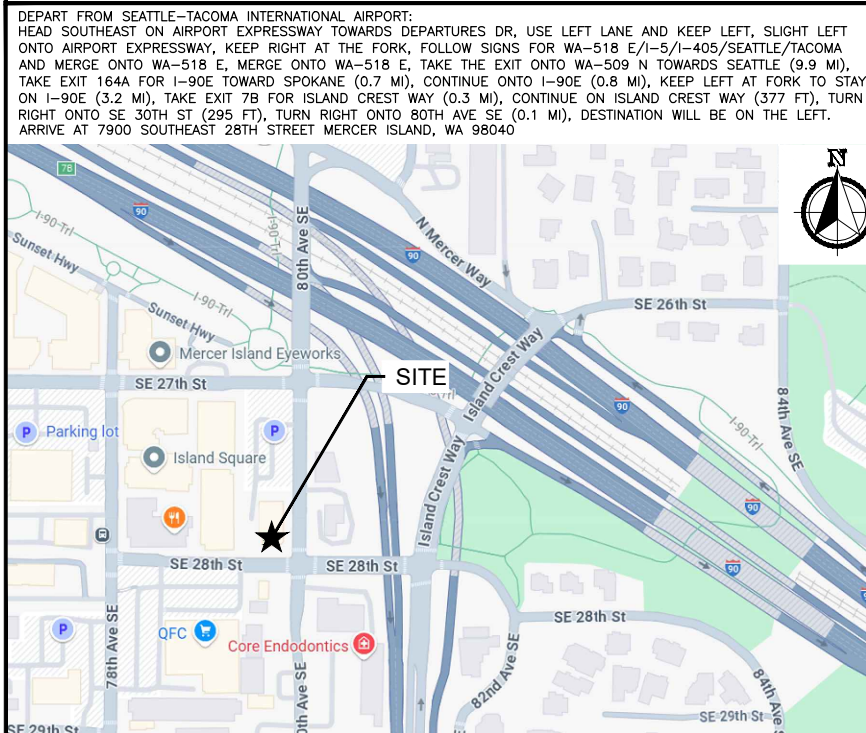 DEPART FROM SEATTLE–TACOMA INTERNATIONAL AIRPORT:
HEAD SOUTHEAST ON AIRPORT EXPRESSWAY TOWARDS DEPARTURES DR, USE LEFT LANE AND KEEP LEFT, SLIGHT LEFT
ONTO AIRPORT EXPRESSWAY, KEEP RIGHT AT THE FORK, FOLLOW SIGNS FOR WA–518 E/I–5/I–405/SEATTLE/TACOMA
AND MERGE ONTO WA–518 E, MERGE ONTO WA–518 E, TAKE THE EXIT ONTO WA–509 N TOWARDS SEATTLE (9.9 MI),
TAKE EXIT 164A FOR I–90E TOWARD SPOKANE (0.7 MI), CONTINUE ONTO I–90E (0.8 MI), KEEP LEFT AT FORK TO STAY
ON I–90E (3.2 MI), TAKE EXIT 7B FOR ISLAND CREST WAY (0.3 MI), CONTINUE ON ISLAND CREST WAY (377 FT), TURN
RIGHT ONTO SE 30TH ST (295 FT), TURN RIGHT ONTO 80TH AVE SE (0.1 MI), DESTINATION WILL BE ON THE LEFT.
ARRIVE AT 7900 SOUTHEAST 28TH STREET MERCER ISLAND, WA 98040
N
7B
90
I-90-Trl
I-90-Trl
80th Ave SE
N Mercer Way
90
Sunset Hwy
I-90-Trl
Sunset Hwy
SE 26th St
Mercer Island Eyeworks
Island Crest Way
SE 27th St
SITE
Trl
84th Ave SE
90
P
Parking lot
P
I-90-Trl
Island Square
Island Crest Way
90
SE 28th St
SE 28th St
90
90
78th Ave SE
P
QFC
Core Endodontics
SE 28th St
82nd Ave SE
84th Ave S
0th Ave SE
SE 29th St
SE 29th St